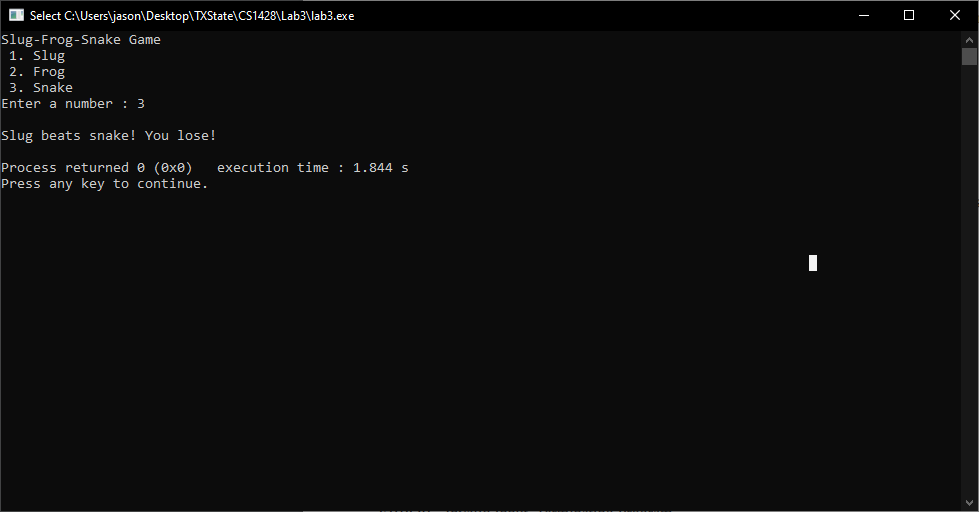 Select C:\Users\jason\Desktop\TXState\CS1428\Lab3\lab3.exe
Slug-Frog-Snake Game
 1. Slug
 2. Frog
 3. Snake
Enter a number : 3
Slug beats snake! You lose!
Process returned 0 (0x0)   execution time : 1.844 s
Press any key to continue.